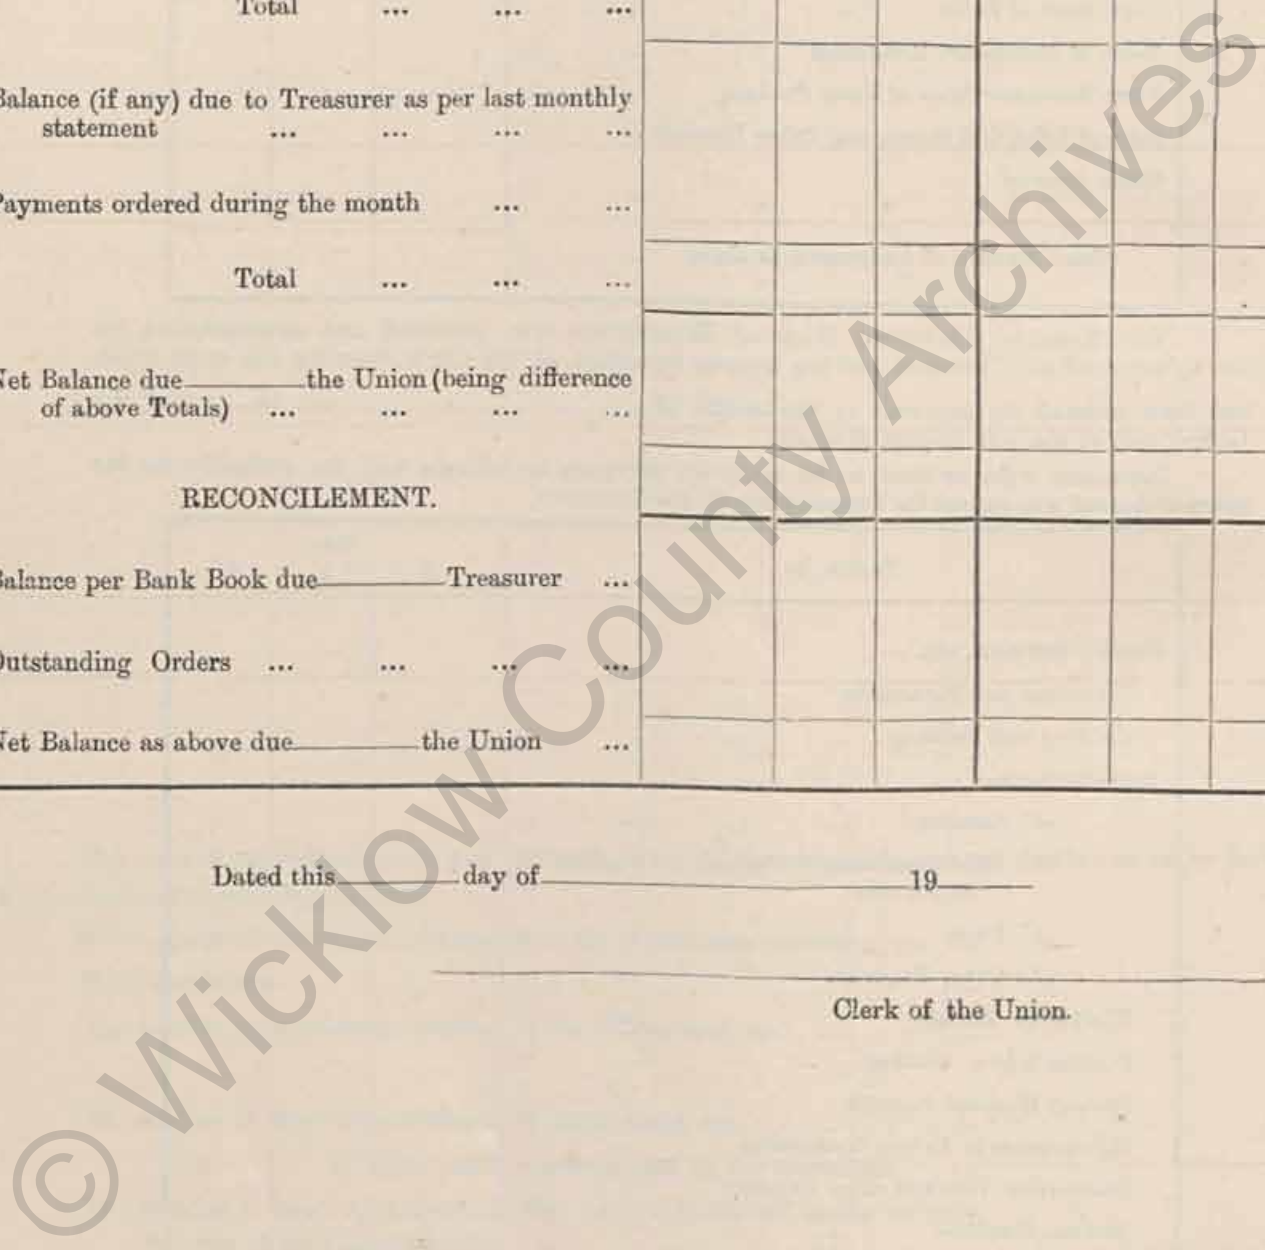 Total ... ... ...
Balance (if any) due to Treasurer as per last monthly
statement ... ... ... ...
Payments ordered during the month ... ...
Total ... ... ...
Net Balance due the Union (being difference
of above Totals) ... ... ... ...
RECONCILEMENT.
Balance per Bank Book due Treasurer ...
Outstanding Orders ... ... ... ...
Net Balance as above due the Union ...
Dated this day of 19
Clerk of the Union.
© Wicklow County Archives